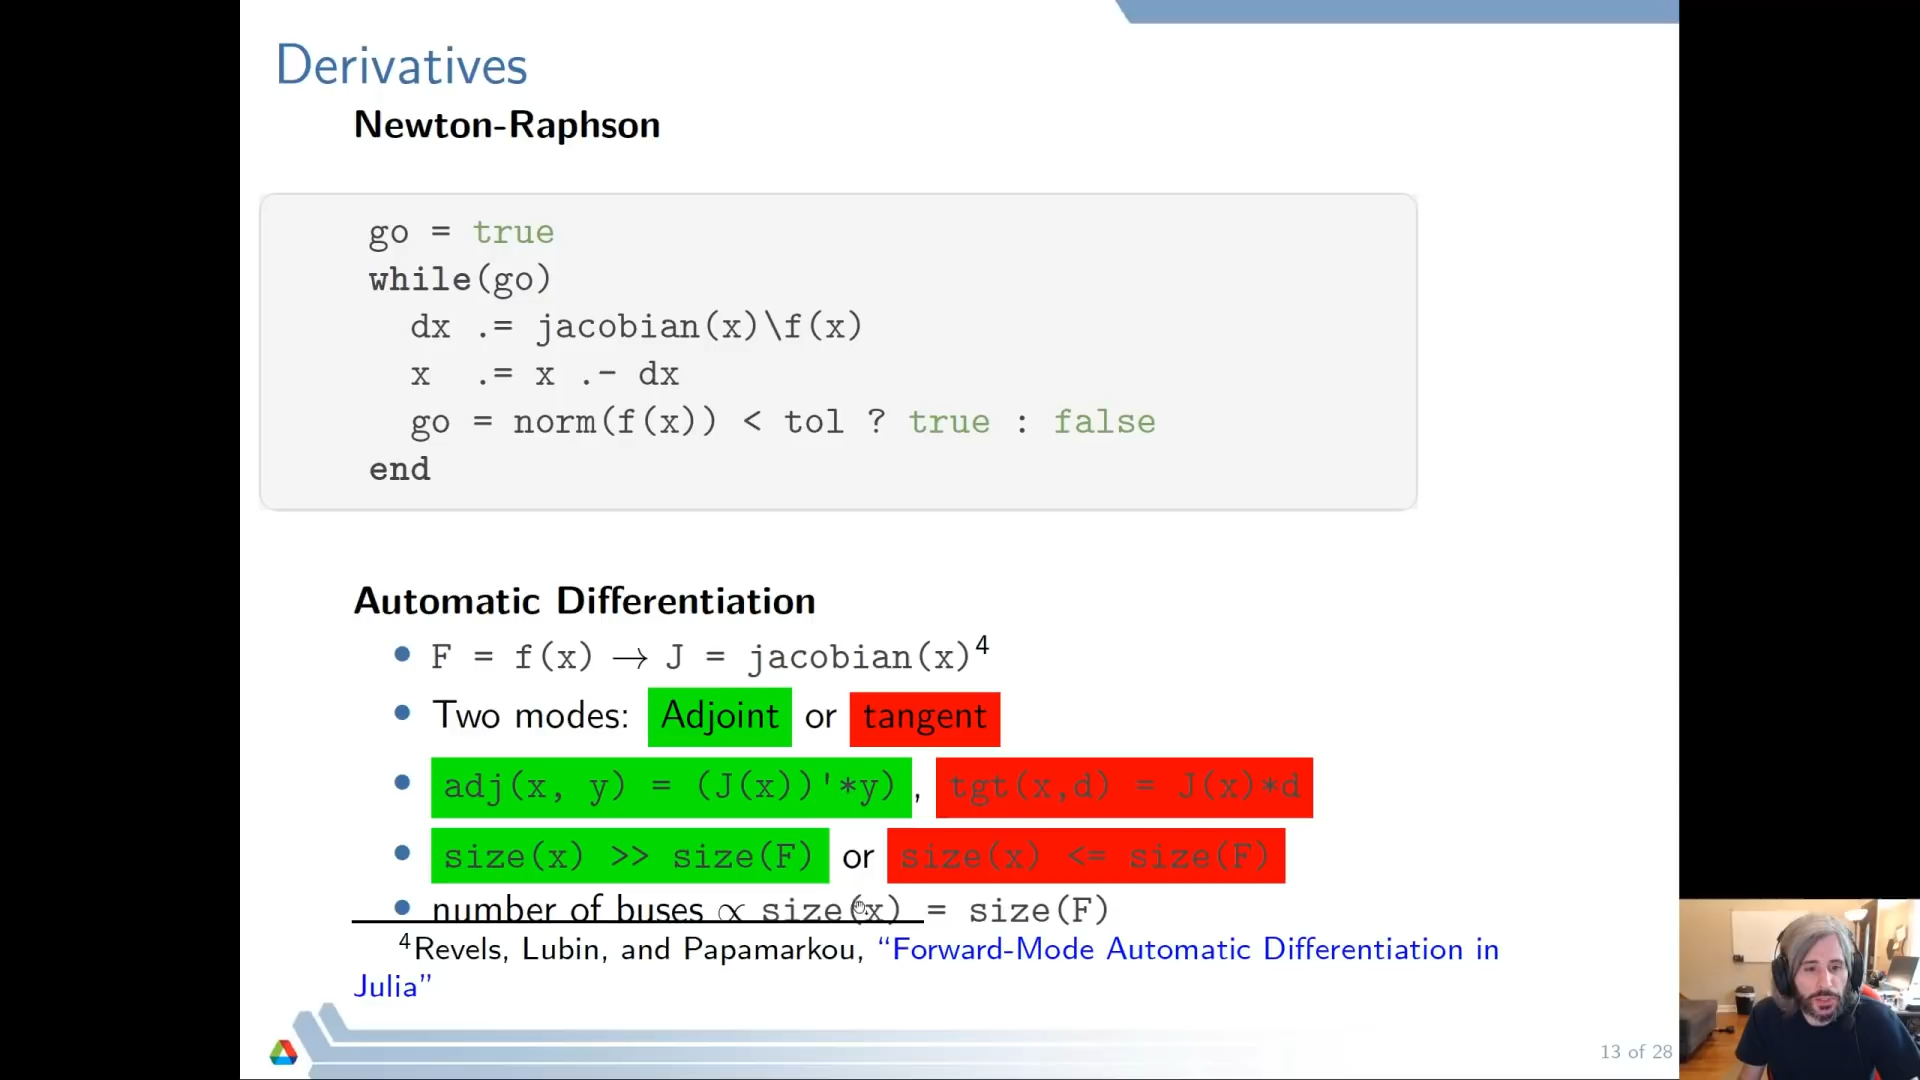 Derivatives
Newton-Raphson
go = true
while(go)
dx .= jacobian(x)\f(x)
x .= x .- dx
go = norm(f(x)) < tol ? true : false
end
Automatic Differentiation
• F = f(x) → J = jacobian(x)⁴
• Two modes: Adjoint or tangent
• adj(x, y) = (J(x))'*y) , tgt(x,d) = J(x)*d
• size(x) >> size(F) or size(x) <= size(F)
• number of buses ∝ size(x) = size(F)
⁴Revels, Lubin, and Papamarkou, “Forward-Mode Automatic Differentiation in
Julia”
13 of 28